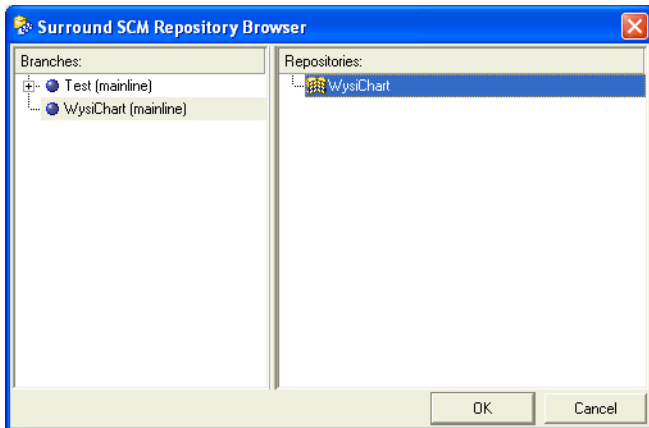 Surround SCM Repository Browser
Branches:
Test (mainline)
WysiChart (mainline)
Repositories:
WysiChart
OK
Cancel